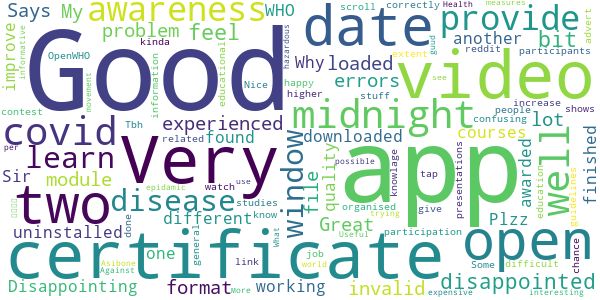 Says awareness WHO date provide
My problem feel another bit
scroll correctly Health measures
kinda extent advert
improve informative OpenWHO educational information Why loaded reddit participants
Good Nice happy errors stuff good video
contest higher midnight people see increase shows
movement Tbh confusing
covid experienced lot
per related found downloaded courses
learn Very window app well finished
Sir module watch use file quality awarded presentations education guidelines
two disease possible knowlage tap
epidemic studies organised Plzz chance
different know Great give trying
uninstalled done general participation
certificate open
link job Some difficult
What world Useful
format one working invalid disappointed
Disappointing Aslbone Against More expensive interesting
hazardous